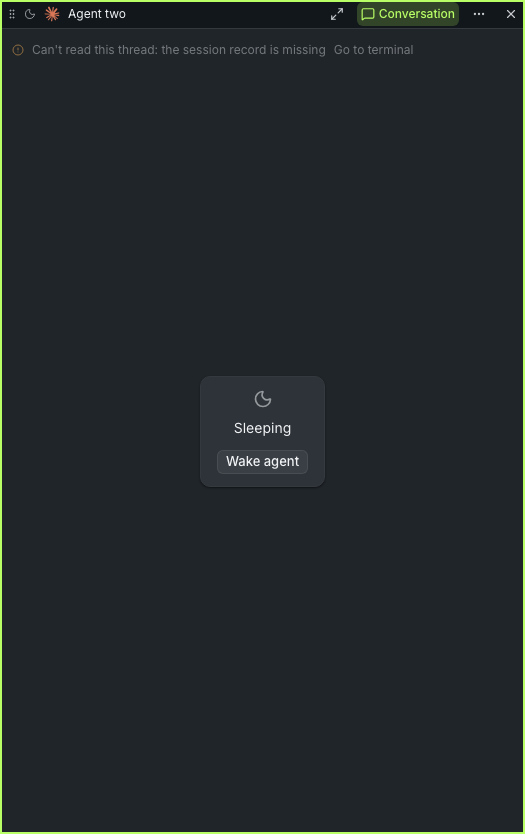 Agent two
Conversation
Can't read this thread: the session record is missing Go to terminal
Sleeping
Wake agent